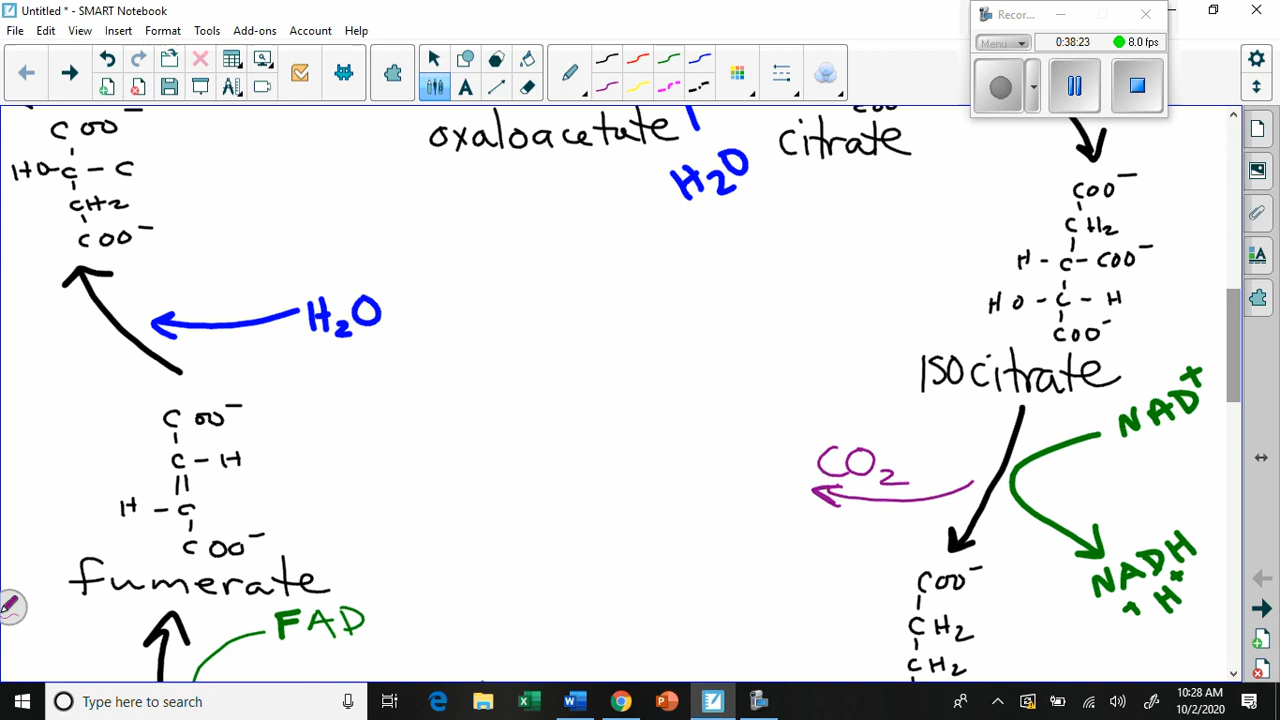 Untitled * - SMART Notebook
Recor...
File Edit View Insert Format Tools Add-ons Account Help
Menu
0:38:23
8.0 fps
COO⁻
HO-C-C
CH2
COO⁻
oxaloacetate
H₂O
citrate
COO
COO⁻
CH₂
H-C-COO⁻
HO-C-H
COO⁻
Isocitrate
H₂O
NAD⁺
CO₂
NADH
+ H⁺
COO⁻
C-H
H-C
COO⁻
fumerate
FAD
COO⁻
CH₂
CH₂
Type here to search
10:28 AM
10/2/2020